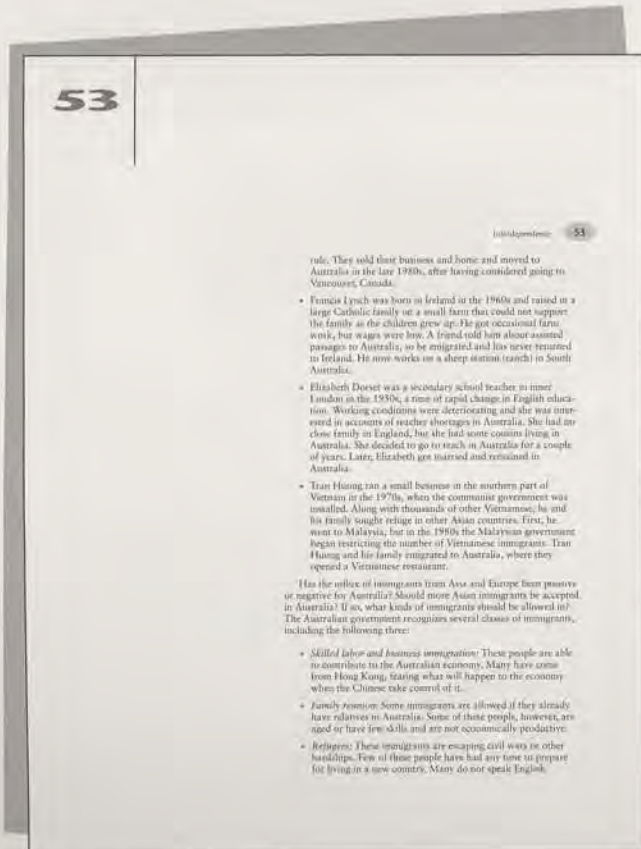 53
Interdependence 53
rule. They sold their business and home and moved to
Australia in the late 1980s, after having considered going to
Vancouver, Canada.
• Francis Lynch was born in Ireland in the 1960s and raised in a
large Catholic family on a small farm that could not support
the family as the children grew up. He got occasional farm
work, but wages were low. A friend told him about assisted
passages to Australia, so he emigrated and has never returned
to Ireland. He now works on a sheep station (ranch) in South
Australia.
• Elizabeth Dorset was a secondary school teacher in inner
London in the 1950s, a time of rapid change in English educa-
tion. Working conditions were deteriorating and she was inter-
ested in accounts of teacher shortages in Australia. She had no
close family in England, but she had some cousins living in
Australia. She decided to go to teach in Australia for a couple
of years. Later, Elizabeth got married and remained in
Australia.
• Tran Huong ran a small business in the southern part of
Vietnam in the 1970s, when the communist government was
installed. Along with thousands of other Vietnamese, he and
his family sought refuge in other Asian countries. First, he
went to Malaysia, but in the 1980s the Malaysian government
began restricting the number of Vietnamese immigrants. Tran
Huong and his family emigrated to Australia, where they
opened a Vietnamese restaurant.
Has the influx of immigrants from Asia and Europe been positive
or negative for Australia? Should more Asian immigrants be accepted
in Australia? If so, what kinds of immigrants should be allowed in?
The Australian government recognizes several classes of immigrants,
including the following three:
• Skilled labor and business immigration: These people are able
to contribute to the Australian economy. Many have come
from Hong Kong, fearing what will happen to the economy
when the Chinese take control of it.
• Family reunion: Some immigrants are allowed if they already
have relatives in Australia. Some of these people, however, are
aged or have few skills and are not economically productive.
• Refugees: These immigrants are escaping civil wars or other
hardships. Few of these people have had any time to prepare
for living in a new country. Many do not speak English.